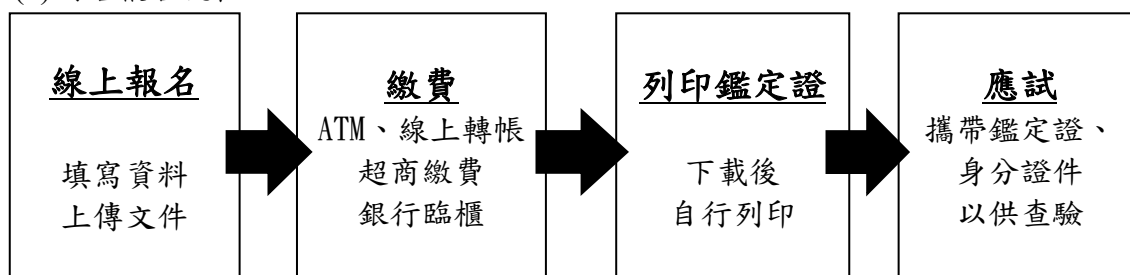 線上報名
填寫資料
上傳文件
繳費
ATM、線上轉帳
超商繳費
銀行臨櫃
列印鑑定證
下載後
自行列印
應試
攜帶鑑定證、
身分證件
以供查驗